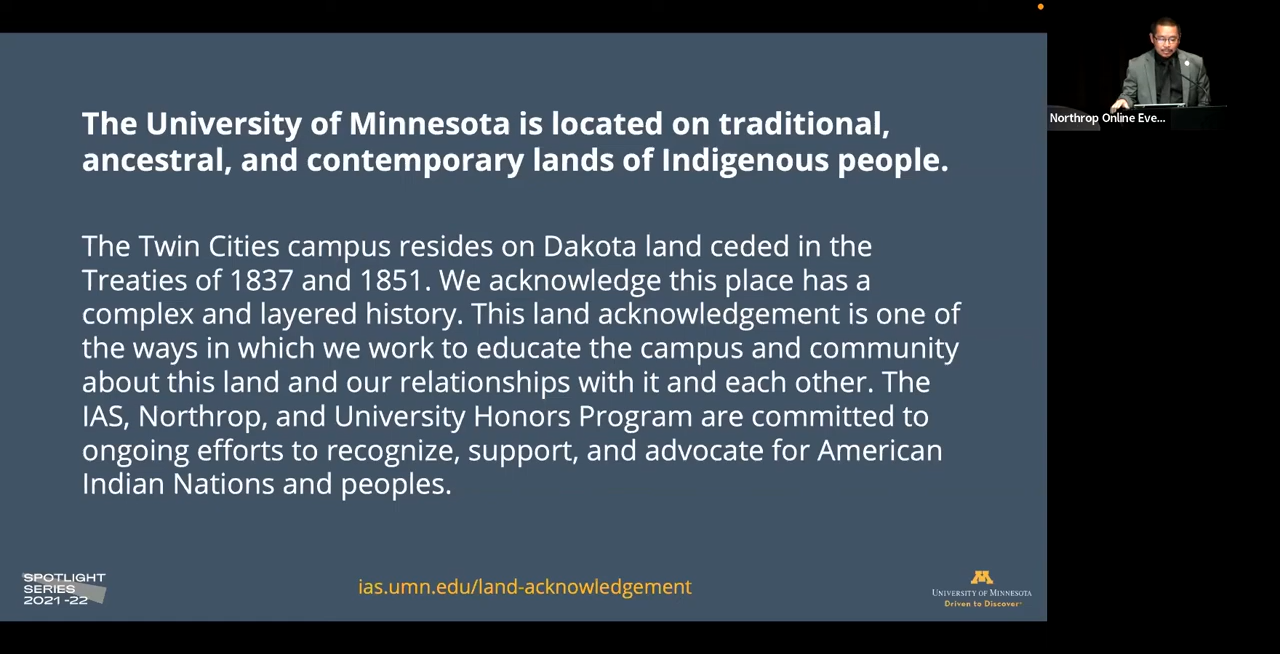 The University of Minnesota is located on traditional,
ancestral, and contemporary lands of Indigenous people.
The Twin Cities campus resides on Dakota land ceded in the
Treaties of 1837 and 1851. We acknowledge this place has a
complex and layered history. This land acknowledgement is one of
the ways in which we work to educate the campus and community
about this land and our relationships with it and each other. The
IAS, Northrop, and University Honors Program are committed to
ongoing efforts to recognize, support, and advocate for American
Indian Nations and peoples.
SPOTLIGHT
SERIES
2021 -22
ias.umn.edu/land-acknowledgement
M
UNIVERSITY OF MINNESOTA
Driven to Discover℠
Northrop Online Eve...